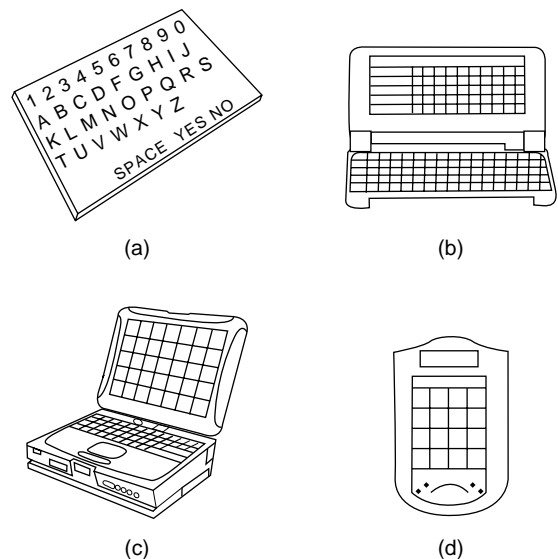 1 2 3 4 5 6 7 8 9 0
A B C D F G H I J
K L M N O P Q R S
T U V W X Y Z
SPACE YES NO
(a)
(b)
(c)
(d)